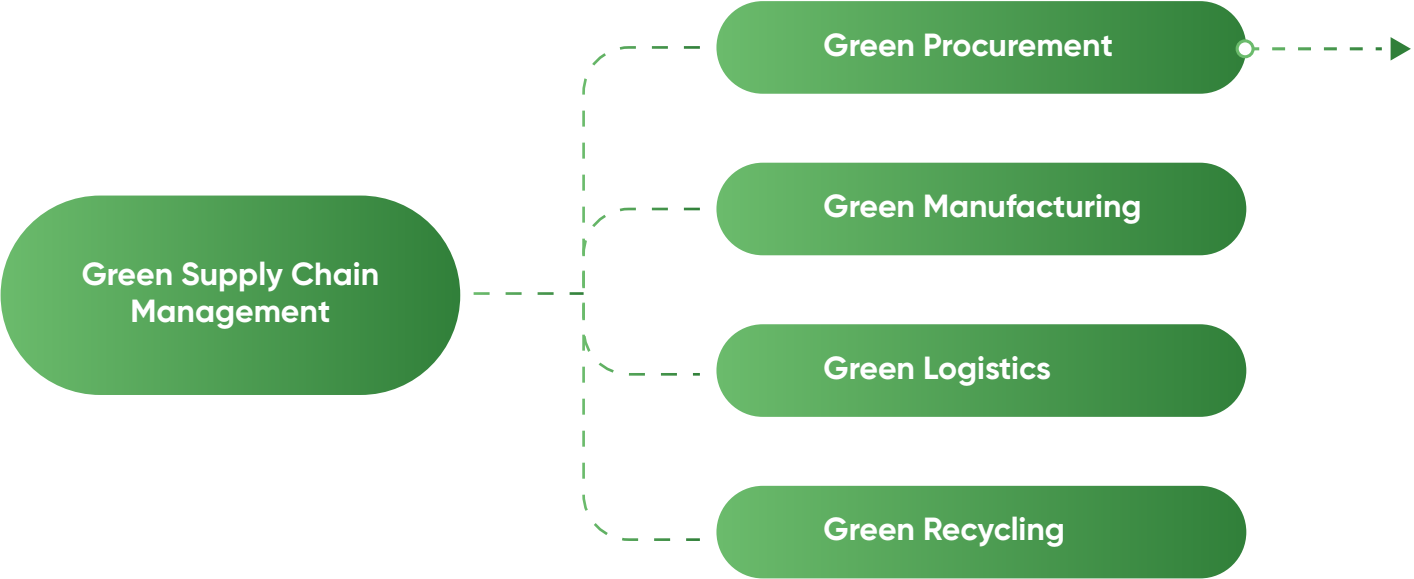 Green Supply Chain
Management
Green Procurement
Green Manufacturing
Green Logistics
Green Recycling